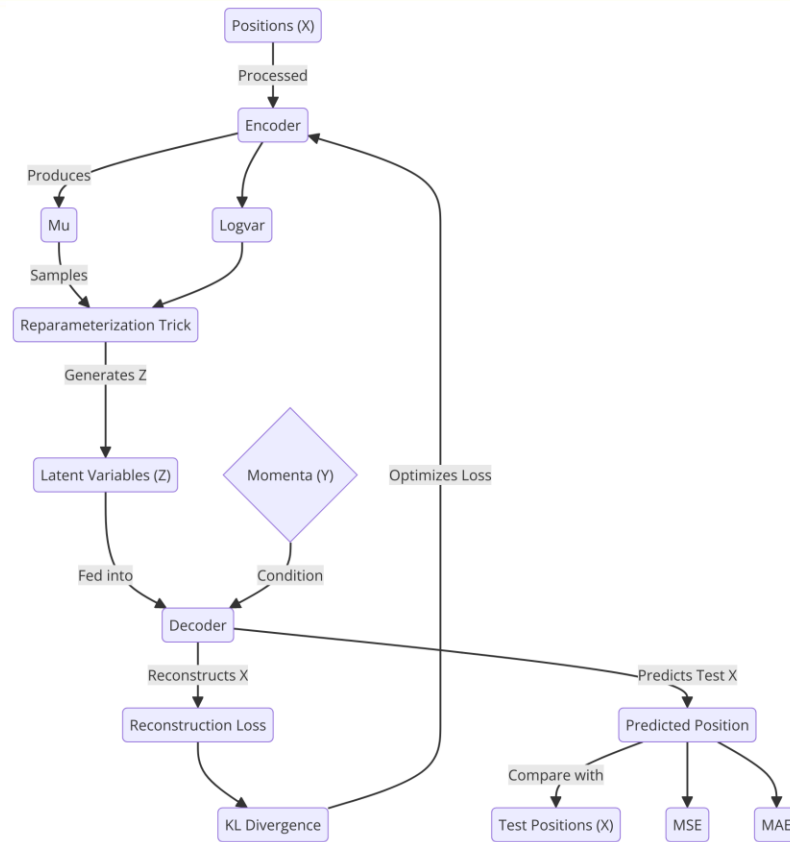 Positions (X)
Processed
Encoder
Produces
Mu
Logvar
Samples
Reparameterization Trick
Generates Z
Latent Variables (Z)
Momenta (Y)
Optimizes Loss
Fed into
Condition
Decoder
Reconstructs X
Predicts Test X
Reconstruction Loss
Predicted Position
Compare with
KL Divergence
Test Positions (X)
MSE
MAE